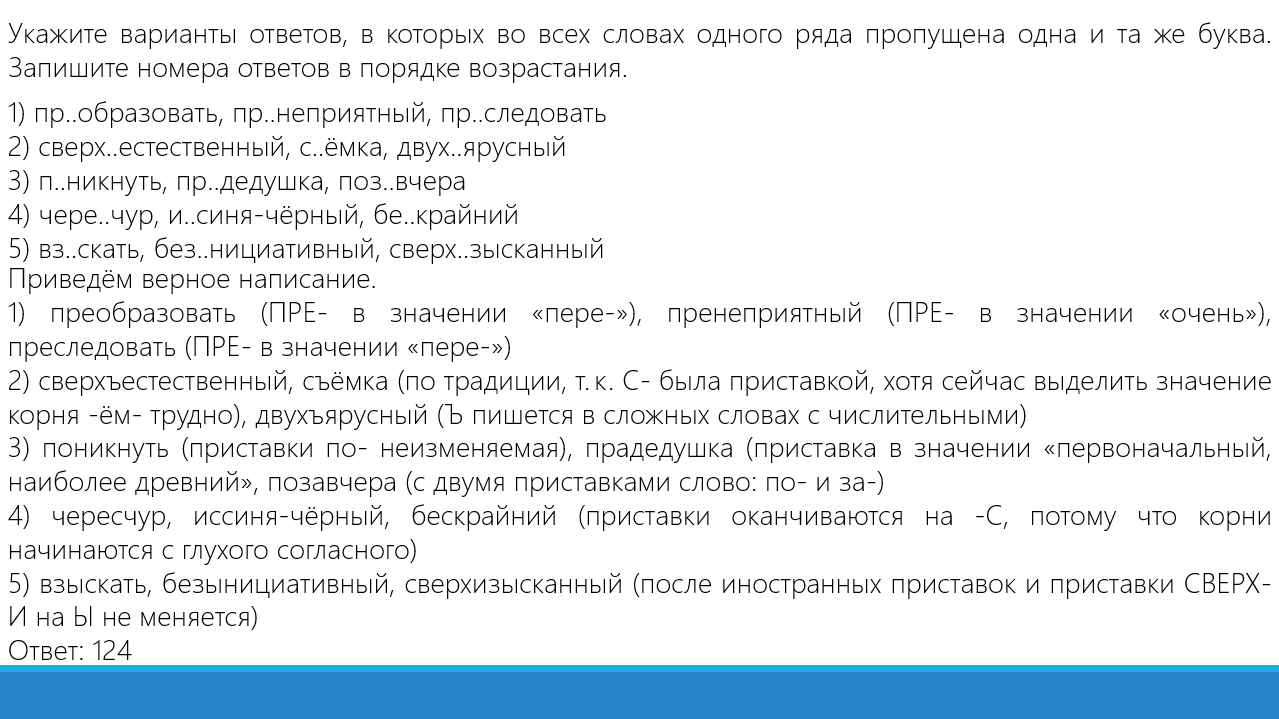 Укажите варианты ответов, в которых во всех словах одного ряда пропущена одна и та же буква.
Запишите номера ответов в порядке возрастания.
1) пр..образовать, пр..неприятный, пр..следовать
2) сверх..естественный, с..ёмка, двух..ярусный
3) п..никнуть, пр..дедушка, поз..вчера
4) чере..чур, и..синя-чёрный, бе..крайний
5) вз..скать, без..нициативный, сверх..зысканный
Приведём верное написание.
1) преобразовать (ПРЕ- в значении «пере-»), пренеприятный (ПРЕ- в значении «очень»),
преследовать (ПРЕ- в значении «пере-»)
2) сверхъестественный, съёмка (по традиции, т. к. С- была приставкой, хотя сейчас выделить значение
корня -ём- трудно), двухъярусный (Ъ пишется в сложных словах с числительными)
3) поникнуть (приставки по- неизменяемая), прадедушка (приставка в значении «первоначальный,
наиболее древний», позавчера (с двумя приставками слово: по- и за-)
4) чересчур, иссиня-чёрный, бескрайний (приставки оканчиваются на -С, потому что корни
начинаются с глухого согласного)
5) взыскать, безынициативный, сверхизысканный (после иностранных приставок и приставки СВЕРХ-
И на Ы не меняется)
Ответ: 124